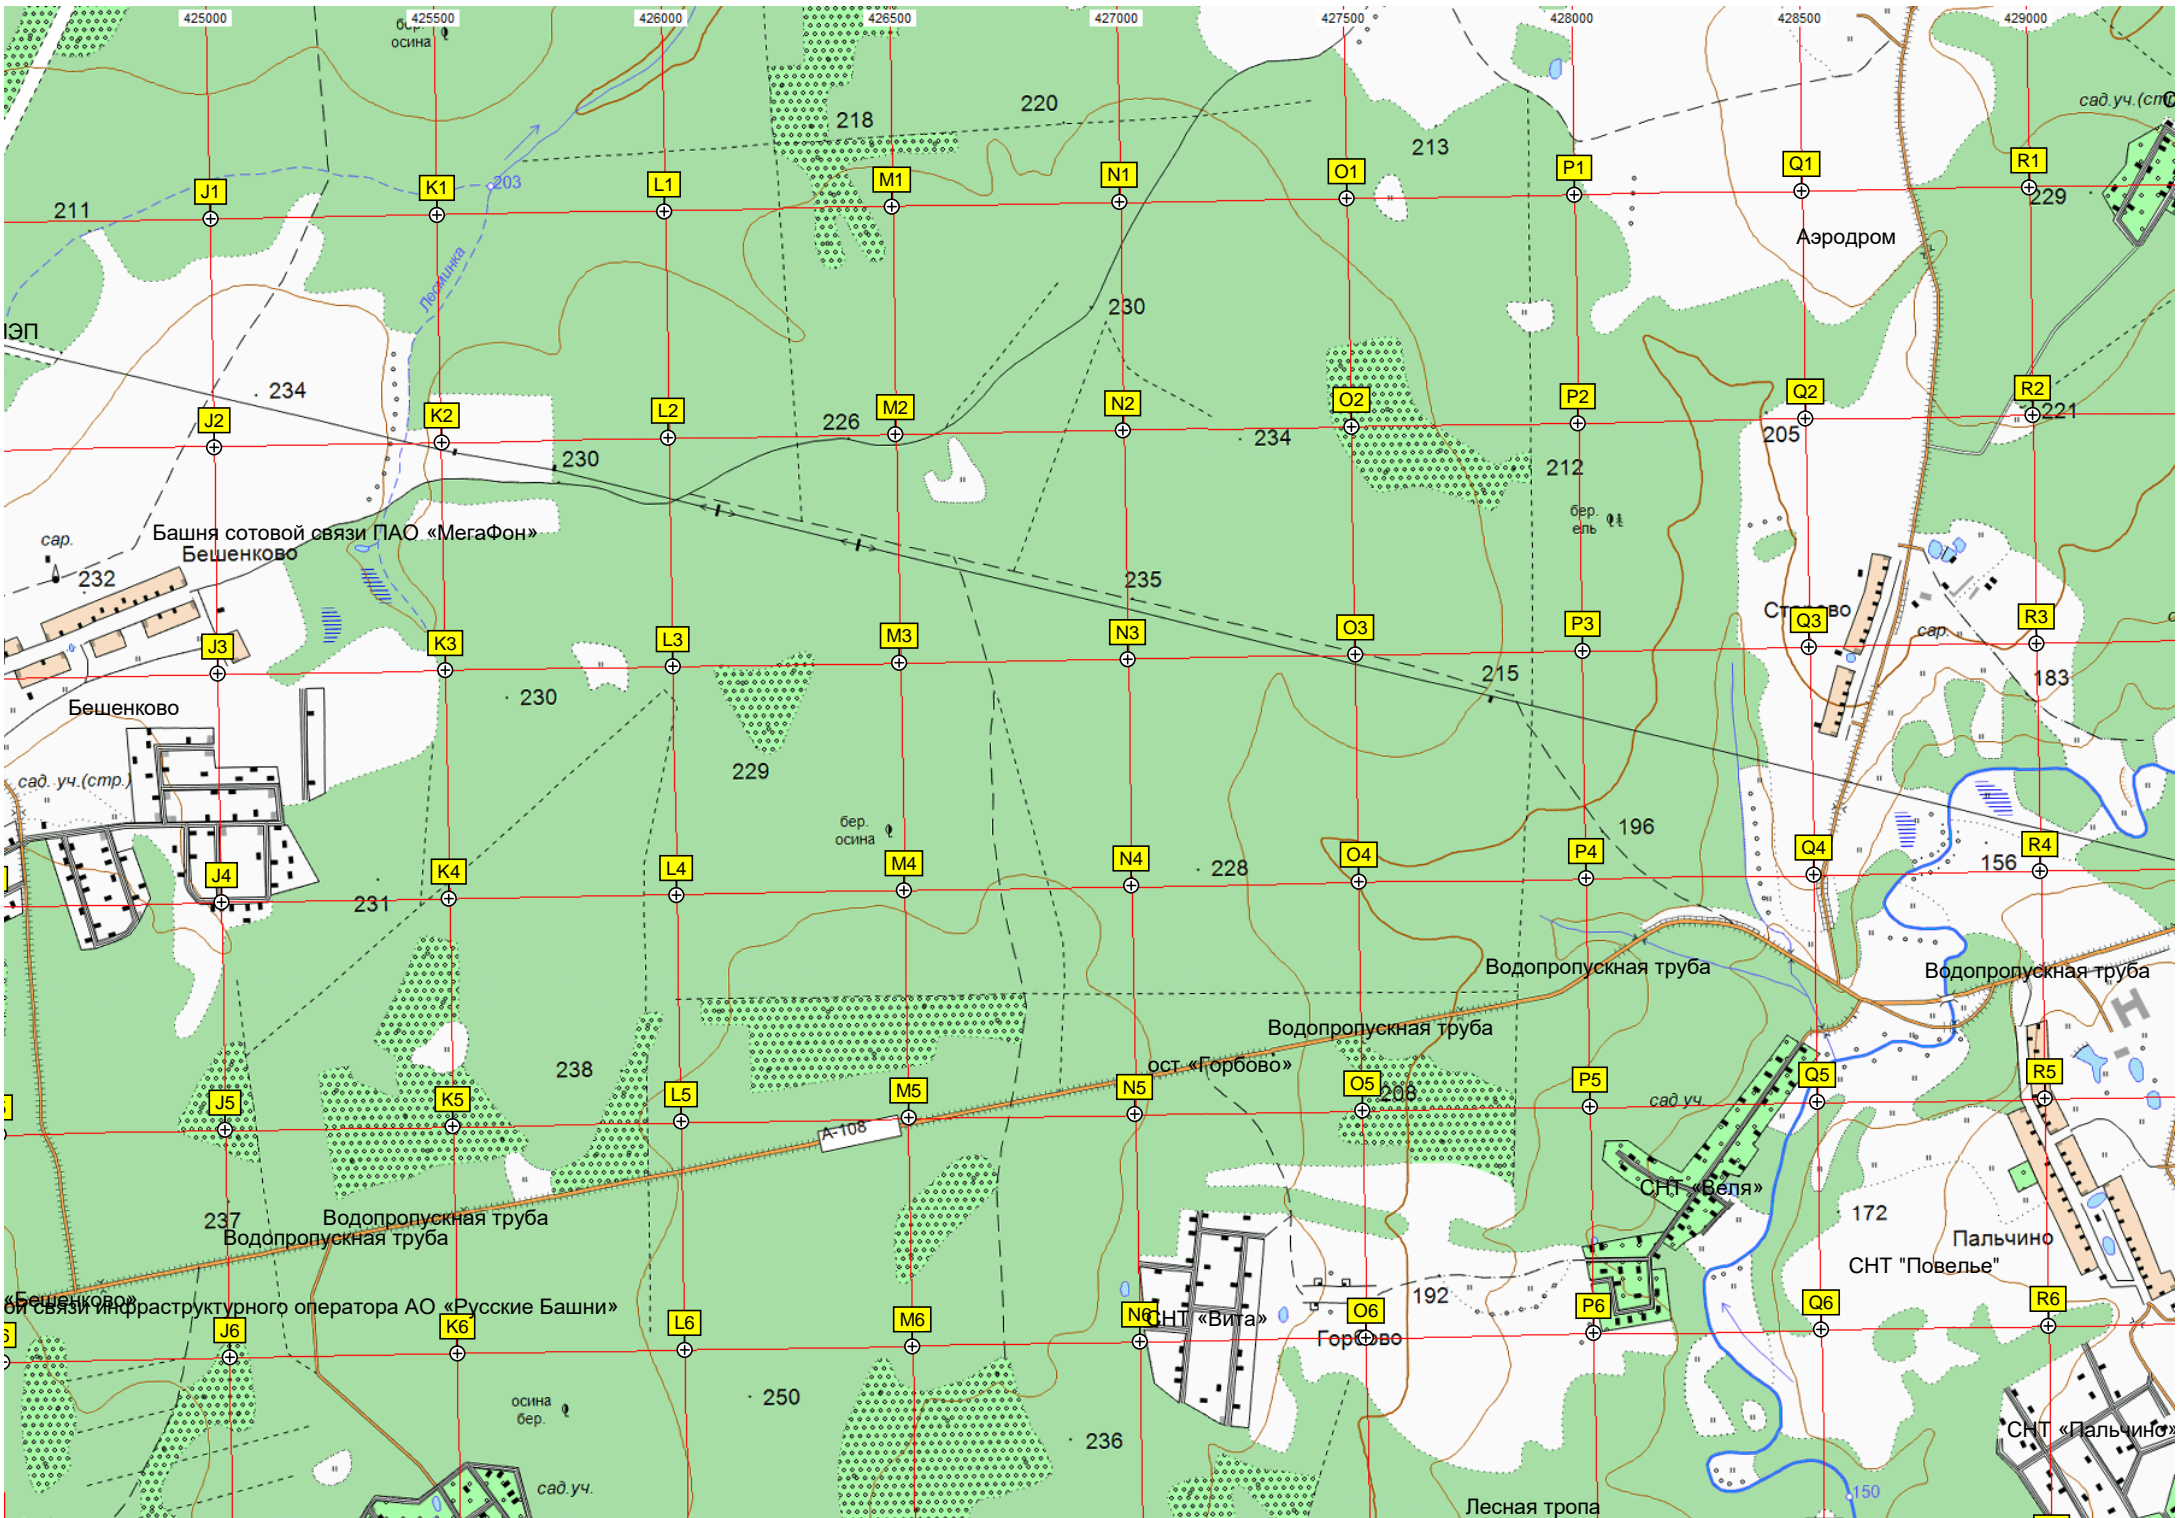 425000 425500 426000 426500 427000 427500 428000 428500 429000
бер.
осина
218
220
213
сад.уч.(стр
J1 K1 L1 M1 N1 O1 P1 Q1 R1
203
211
229
Лесминка
Аэродром
ЛЭП
230
234
J2 K2 L2 M2 N2 O2 P2 Q2 R2
226
234
205
221
230
212
бер.
ель
Башня сотовой связи ПАО «МегаФон»
сар.
Бешенково
232
235
J3 K3 L3 M3 N3 O3 P3 Q3 R3
сар.
230
215
183
Бешенково
229
сад. уч.(стр.)
бер.
осина
196
J4 K4 L4 M4 N4 O4 P4 Q4 R4
231
228
156
Водопропускная труба
Водопропускная труба
Водопропускная труба
238
ост «Горбово»
J5 K5 L5 M5 N5 O5 P5 Q5 R5
208
сад.уч.
А-108
СНТ «Веля»
237
172
Водопропускная труба
Водопропускная труба
Пальчино
СНТ "Повелье"
«Бешенково»
ой связи инфраструктурного оператора АО «Русские Башни»
192
J6 K6 L6 M6 N6 O6 P6 Q6 R6
СНТ «Вита»
Горбово
250
осина
бер.
236
СНТ «Пальчино»
сад.уч.
150
Лесная тропа